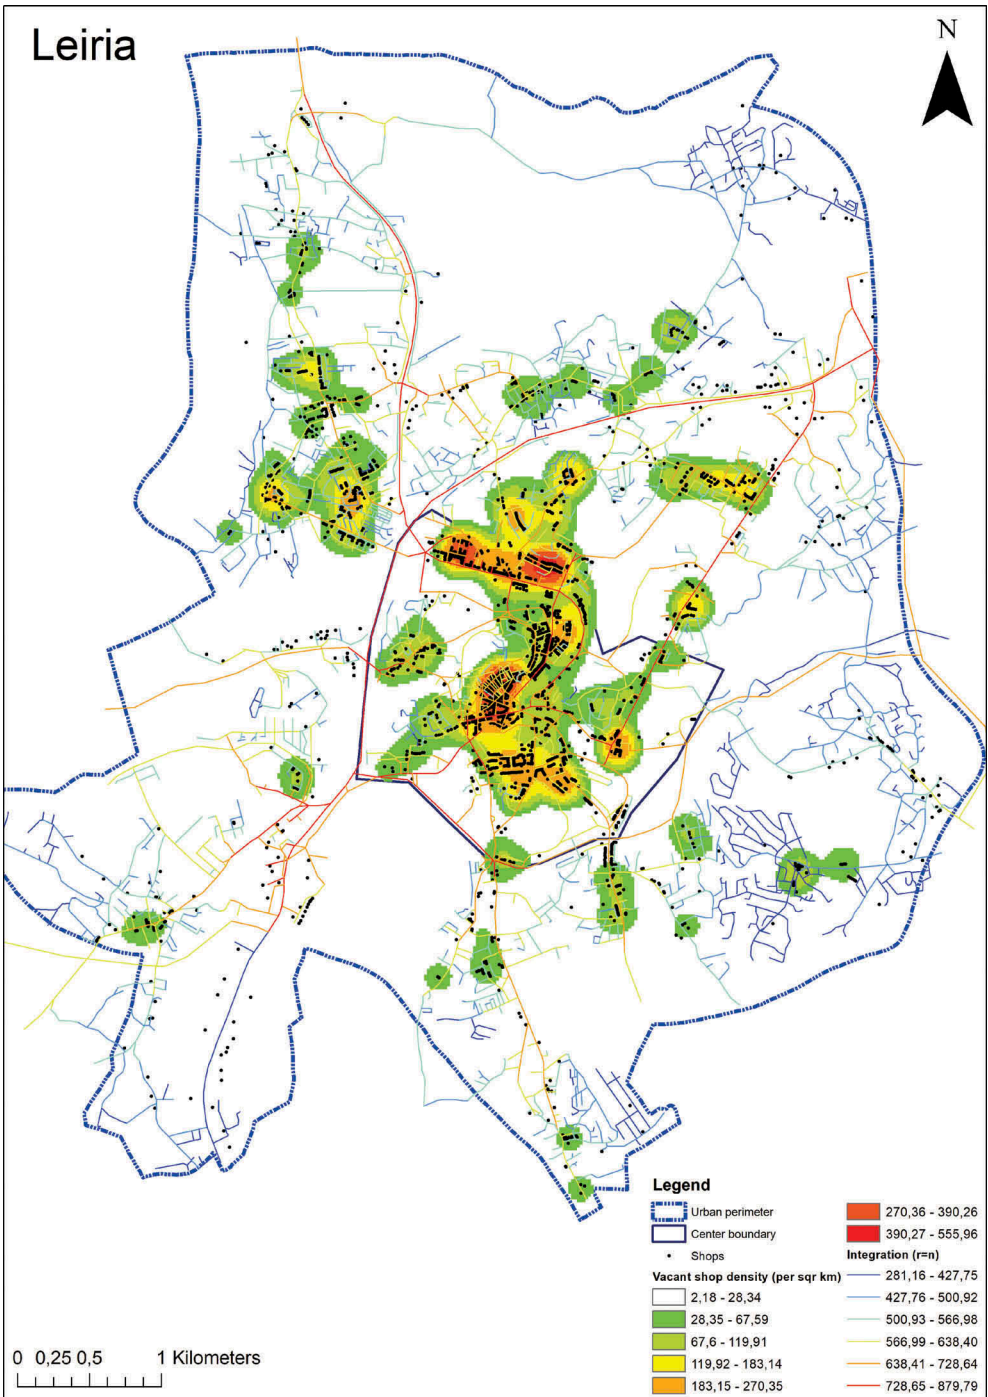 Leiria
N
Legend
Urban perimeter
Center boundary
Shops
Vacant shop density (per sqr km)
2,18 - 28,34
28,35 - 67,59
67,6 - 119,91
119,92 - 183,14
183,15 - 270,35
270,36 - 390,26
390,27 - 555,96
Integration (r=n)
281,16 - 427,75
427,76 - 500,92
500,93 - 566,98
566,99 - 638,40
638,41 - 728,64
728,65 - 879,79
0 0,25 0,5 1 Kilometers